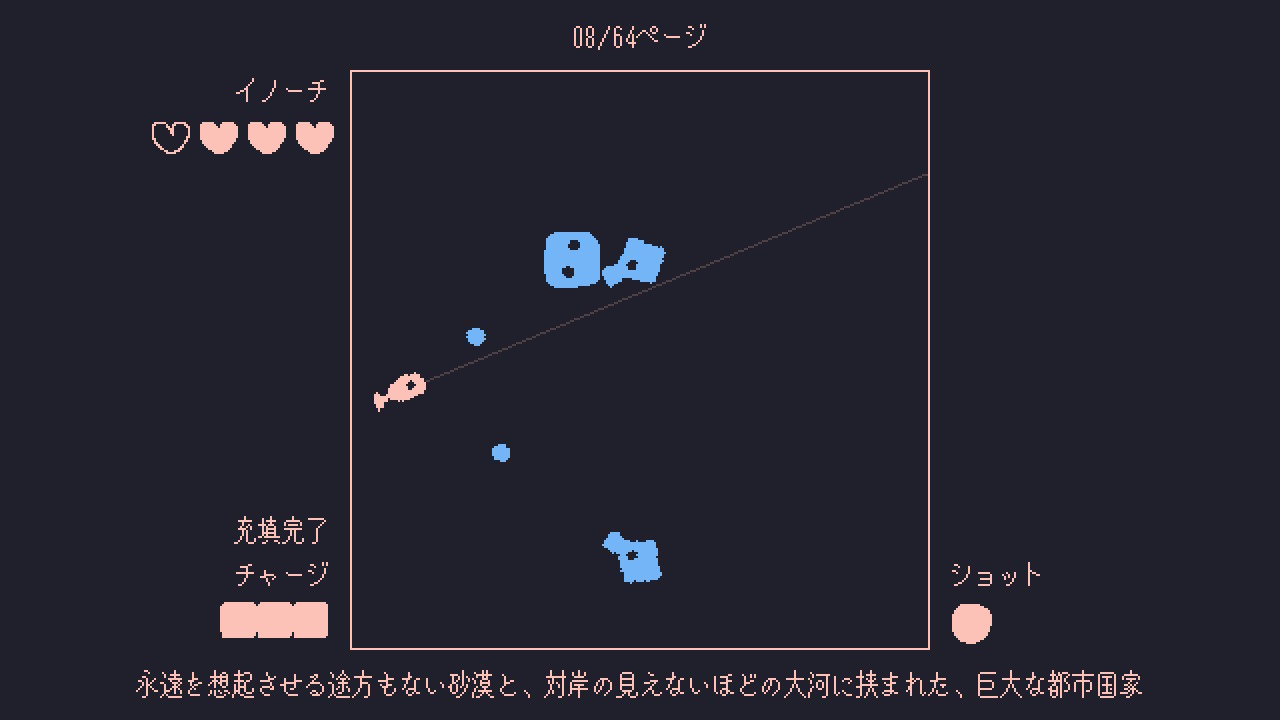 08/64ページ
イノーチ
充填完了
チャージ
ショット
永遠を想起させる途方もない砂漠と、対岸の見えないほどの大河に挟まれた、巨大な都市国家